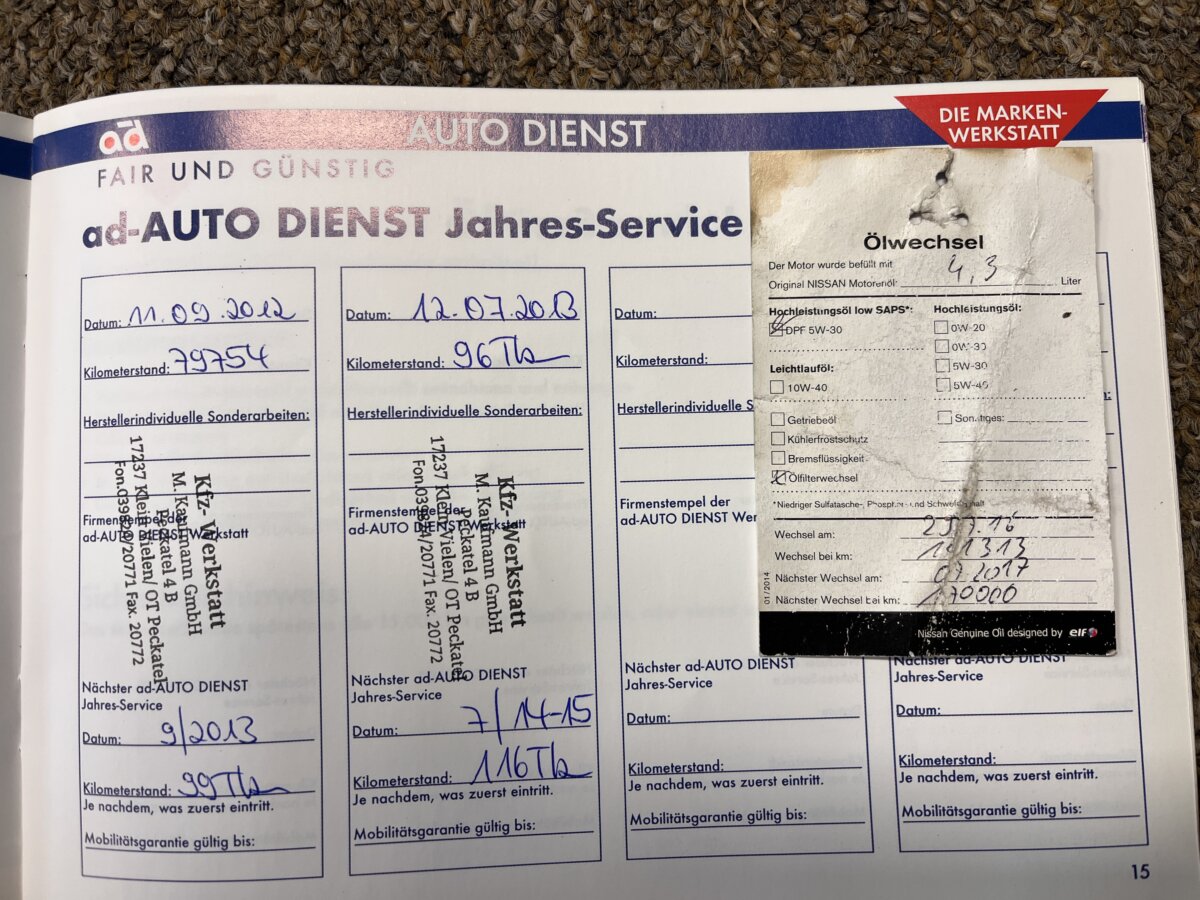 ad
AUTO DIENST
DIE MARKEN-
WERKSTATT
FAIR UND GÜNSTIG
ad-AUTO DIENST Jahres-Service
Datum: 11.09.2012
Kilometerstand: 79754
Herstellerindividuelle Sonderarbeiten:
Firmenstempel der
ad-AUTO DIENST Werkstatt
Kfz- Werkstatt
M. Kaufmann GmbH
Peckatel 4 B
17237 Klein Vielen/ OT Peckatel
Fax. 20772
Nächster ad-AUTO DIENST
Jahres-Service
Datum: 9/2013
Kilometerstand: 99Tkm
Je nachdem, was zuerst eintritt.
Mobilitätsgarantie gültig bis:
Datum: 12.07.2013
Kilometerstand: 96Tkm
Herstellerindividuelle Sonderarbeiten:
Firmenstempel der
ad-AUTO DIENST Werkstatt
Kfz- Werkstatt
M. Kaufmann GmbH
Peckatel 4 B
17237 Klein Vielen/ OT Peckatel
Fax. 20772
Nächster ad-AUTO DIENST
Jahres-Service
Datum: 7/14-15
Kilometerstand: 116Tkm
Je nachdem, was zuerst eintritt.
Mobilitätsgarantie gültig bis:
Datum:
Kilometerstand:
Herstellerindividuelle S
Firmenstempel der
ad-AUTO DIENST Wer
Nächster ad-AUTO DIENST
Jahres-Service
Datum:
Kilometerstand:
Je nachdem, was zuerst eintritt.
Mobilitätsgarantie gültig bis:
Nächster ad-AUTO DIENST
Jahres-Service
Datum:
Kilometerstand:
Je nachdem, was zuerst eintritt.
Mobilitätsgarantie gültig bis:
Ölwechsel
Der Motor wurde befüllt mit
Original NISSAN Motorenöl: 4,3 Liter
Hochleistungsöl low SAPS*:
DPF 5W-30
Leichtlauföl:
10W-40
Hochleistungsöl:
0W-20
0W-30
5W-30
5W-40
Getriebeöl
Kühlerfrostschutz
Bremsflüssigkeit
Ölfilterwechsel
Sonstiges:
*Niedriger Sulfatasche-, Phosphor- und Schwefelgehalt
Wechsel am:
Wechsel bei km:
Nächster Wechsel am: 07.2017
Nächster Wechsel bei km: 170000
01/2014
Nissan Genuine Oil designed by elf
15